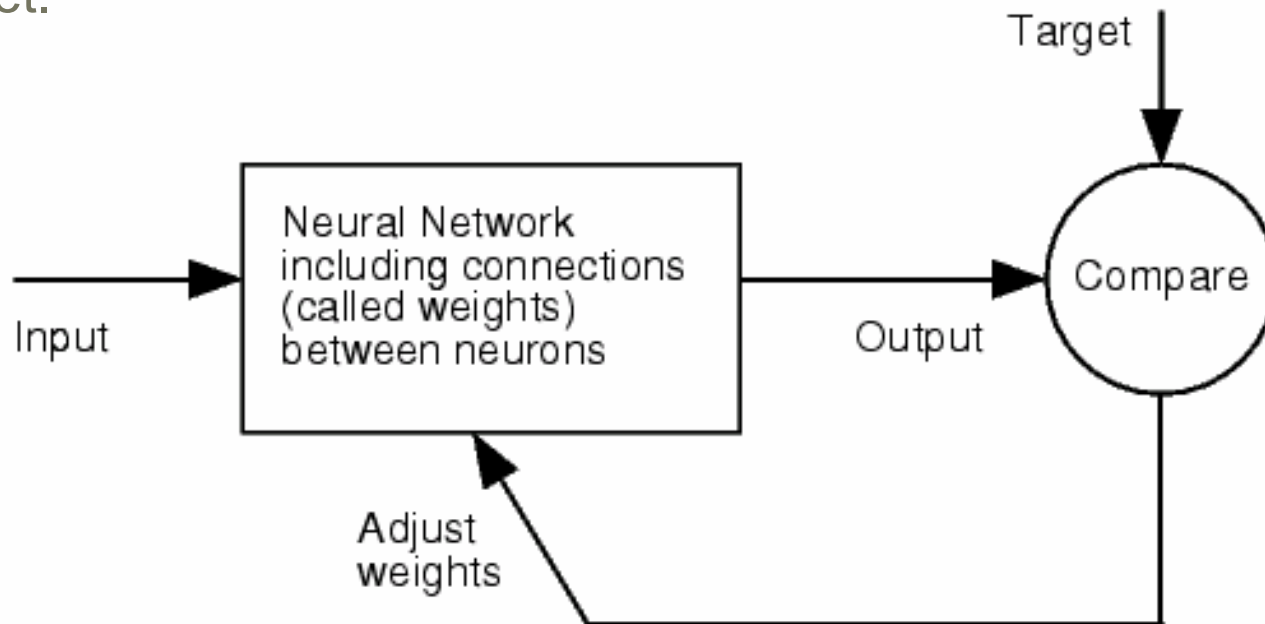 Target
Neural Network
including connections
(called weights)
between neurons
Compare
Input
Output
Adjust
weights